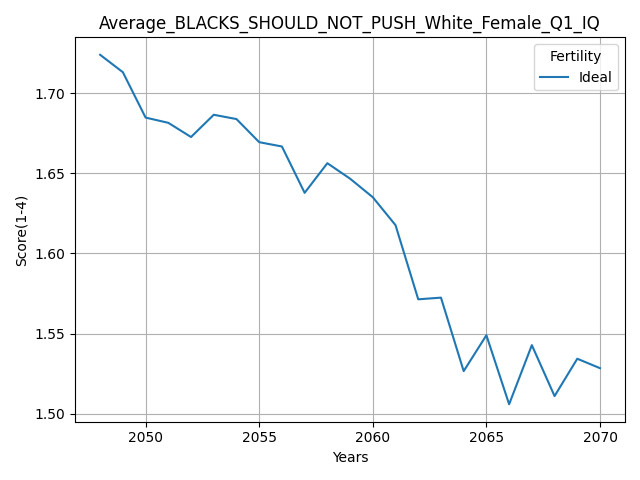 Average_BLACKS_SHOULD_NOT_PUSH_White_Female_Q1_IQ
Fertility
Ideal
Score(1-4)
1.70
1.65
1.60
1.55
1.50
2050
2055
2060
2065
2070
Years